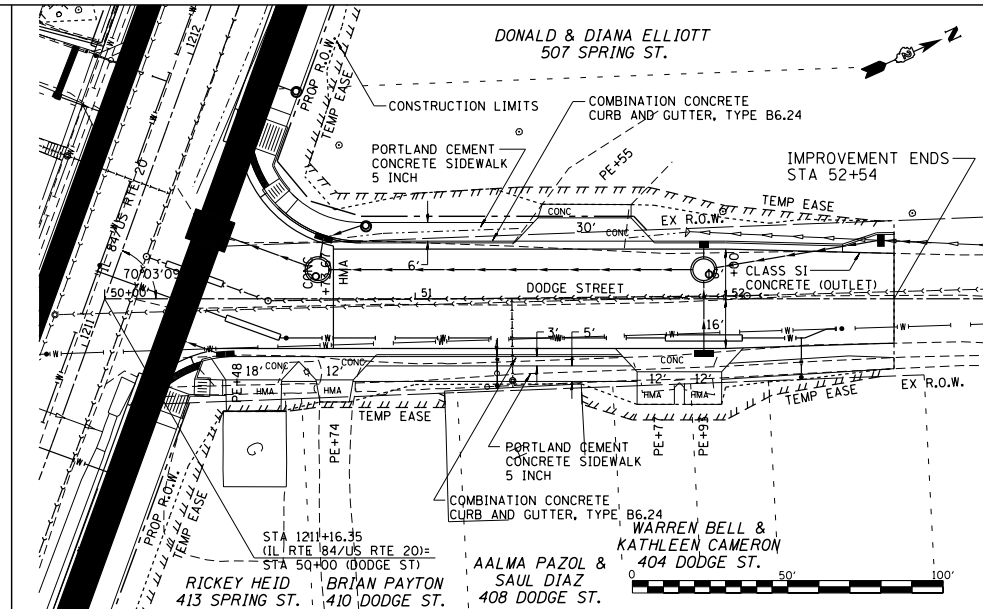 DONALD & DIANA ELLIOTT
507 SPRING ST.
N
1212
PROP R.O.W.
TEMP EASE
CONSTRUCTION LIMITS
COMBINATION CONCRETE
CURB AND GUTTER, TYPE B6.24
PORTLAND CEMENT
CONCRETE SIDEWALK
5 INCH
PE+55
IMPROVEMENT ENDS
STA 52+54
TEMP EASE
EX R.O.W.
CONC
30'
CONC
IL 84/US RTE 20
70°03'09"
50+00
CONC
HMA
6'
+00
CLASS SI
CONCRETE (OUTLET)
51
DODGE STREET
52
16'
1211
W
3'
5'
CONC
CONC
CONC
18'
12'
12'
12'
HMA
HMA
HMA
HMA
PE+48
PE+74
PE+77
PE+93
TEMP EASE
TEMP EASE
EX R.O.W.
G
PORTLAND CEMENT
CONCRETE SIDEWALK
5 INCH
COMBINATION CONCRETE
CURB AND GUTTER, TYPE B6.24
PROP R.O.W.
TEMP EASE
STA 1211+16.35
(IL RTE 84/US RTE 20)=
STA 50+00 (DODGE ST)
RICKEY HEID
413 SPRING ST.
BRIAN PAYTON
410 DODGE ST.
AALMA PAZOL &
SAUL DIAZ
408 DODGE ST.
WARREN BELL &
KATHLEEN CAMERON
404 DODGE ST.
0 50' 100'